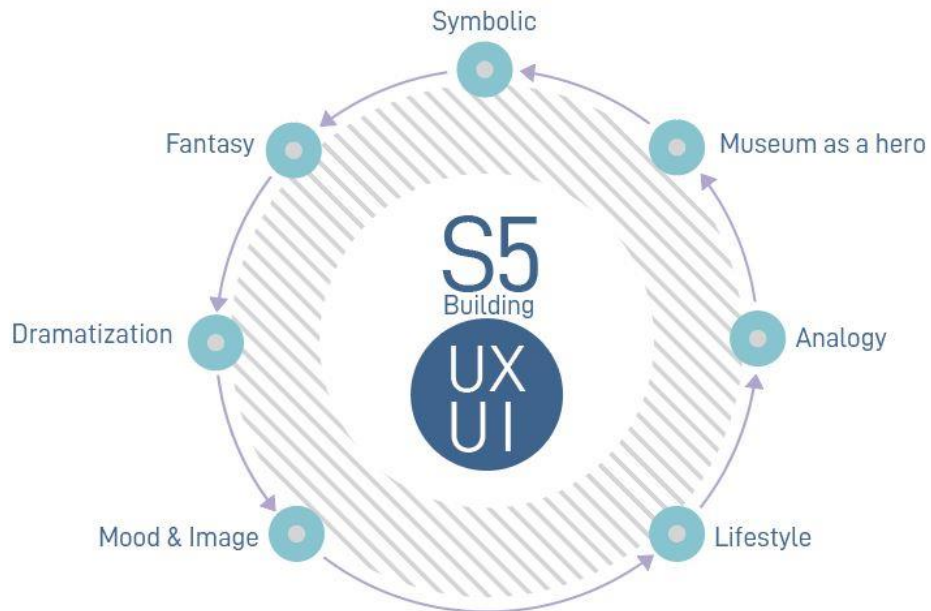 Symbolic
Fantasy
Museum as a hero
S5
Building
UX
UI
Dramatization
Analogy
Mood & Image
Lifestyle